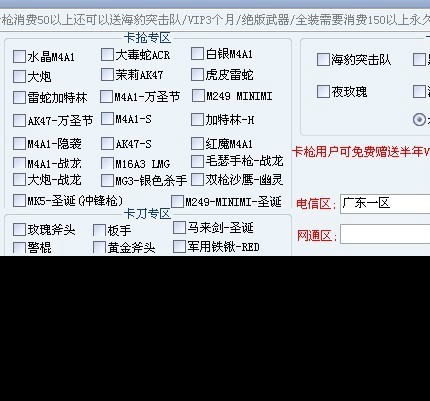 枪消费50以上还可以送海豹突击队/VIP3个月/绝版武器/全装需要消费150以上永久
卡枪专区
水晶M4A1 大毒蛇ACR 白银M4A1
大炮 茉莉AK47 虎皮雷蛇
雷蛇加特林 M4A1-万圣节 M249 MINIMI
AK47-万圣节 M4A1-S 加特林-H
M4A1-隐袭 AK47-S 红魔M4A1
M4A1-战龙 M16A3 LMG 毛瑟手枪-战龙
大炮-战龙 MG3-银色杀手 双枪沙鹰-幽灵
MK5-圣诞(冲锋枪) M249-MINIMI-圣诞
卡刀专区
玫瑰斧头 板手 马来剑-圣诞
警棍 黄金斧头 军用铁锹-RED
海豹突击队
夜玫瑰
卡枪用户可免费赠送半年V
电信区: 广东一区
网通区: